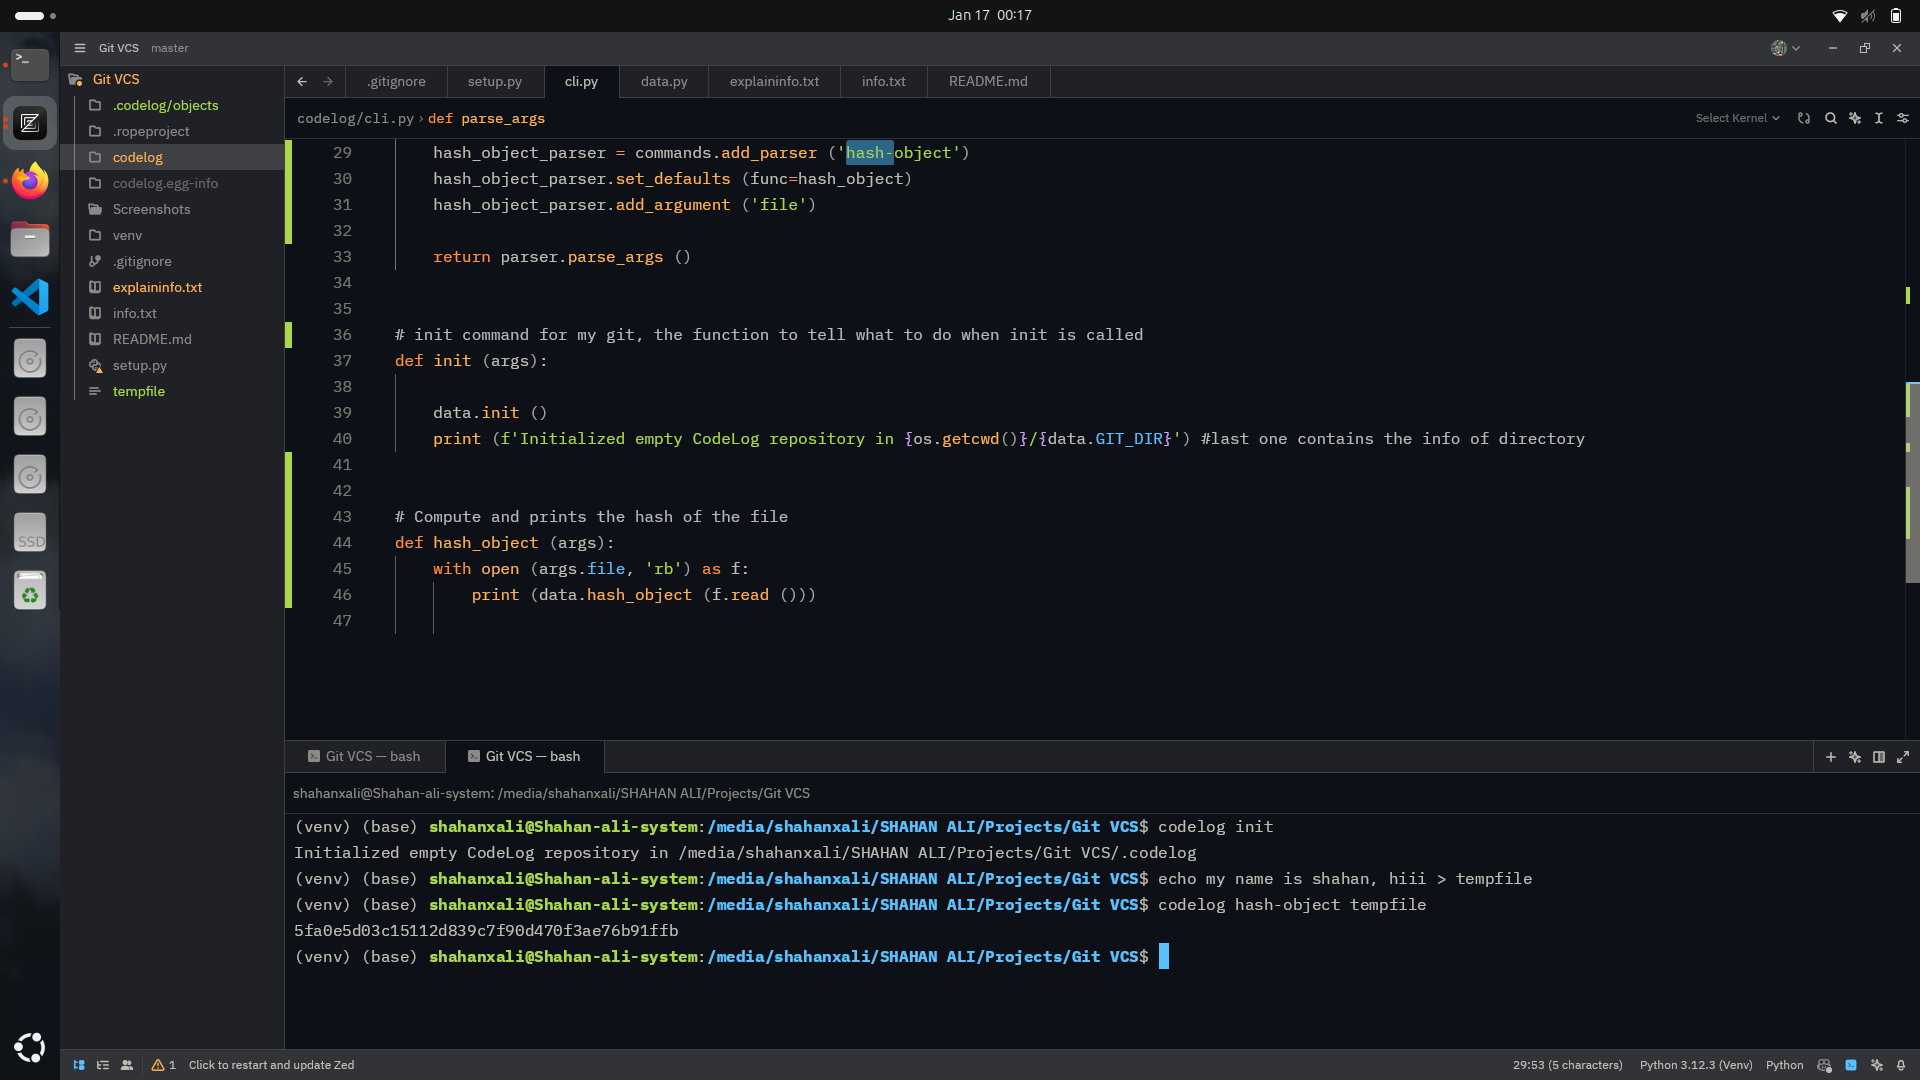 Jan 17 00:17
Git VCS master
Git VCS
.codelog/objects
.ropeproject
codelog
codelog.egg-info
Screenshots
venv
.gitignore
explaininfo.txt
info.txt
README.md
setup.py
tempfile
SSD
.gitignore setup.py cli.py data.py explaininfo.txt info.txt README.md
codelog/cli.py › def parse_args
Select Kernel
29 hash_object_parser = commands.add_parser ('hash-object')
30 hash_object_parser.set_defaults (func=hash_object)
31 hash_object_parser.add_argument ('file')
32
33 return parser.parse_args ()
34
35
36 # init command for my git, the function to tell what to do when init is called
37 def init (args):
38
39 data.init ()
40 print (f'Initialized empty CodeLog repository in {os.getcwd()}/{data.GIT_DIR}') #last one contains the info of directory
41
42
43 # Compute and prints the hash of the file
44 def hash_object (args):
45 with open (args.file, 'rb') as f:
46 print (data.hash_object (f.read ()))
47
Git VCS — bash Git VCS — bash
shahanxali@Shahan-ali-system: /media/shahanxali/SHAHAN ALI/Projects/Git VCS
(venv) (base) shahanxali@Shahan-ali-system:/media/shahanxali/SHAHAN ALI/Projects/Git VCS$ codelog init
Initialized empty CodeLog repository in /media/shahanxali/SHAHAN ALI/Projects/Git VCS/.codelog
(venv) (base) shahanxali@Shahan-ali-system:/media/shahanxali/SHAHAN ALI/Projects/Git VCS$ echo my name is shahan, hiii > tempfile
(venv) (base) shahanxali@Shahan-ali-system:/media/shahanxali/SHAHAN ALI/Projects/Git VCS$ codelog hash-object tempfile
5fa0e5d03c15112d839c7f90d470f3ae76b91ffb
(venv) (base) shahanxali@Shahan-ali-system:/media/shahanxali/SHAHAN ALI/Projects/Git VCS$
1 Click to restart and update Zed
29:53 (5 characters) Python 3.12.3 (Venv) Python